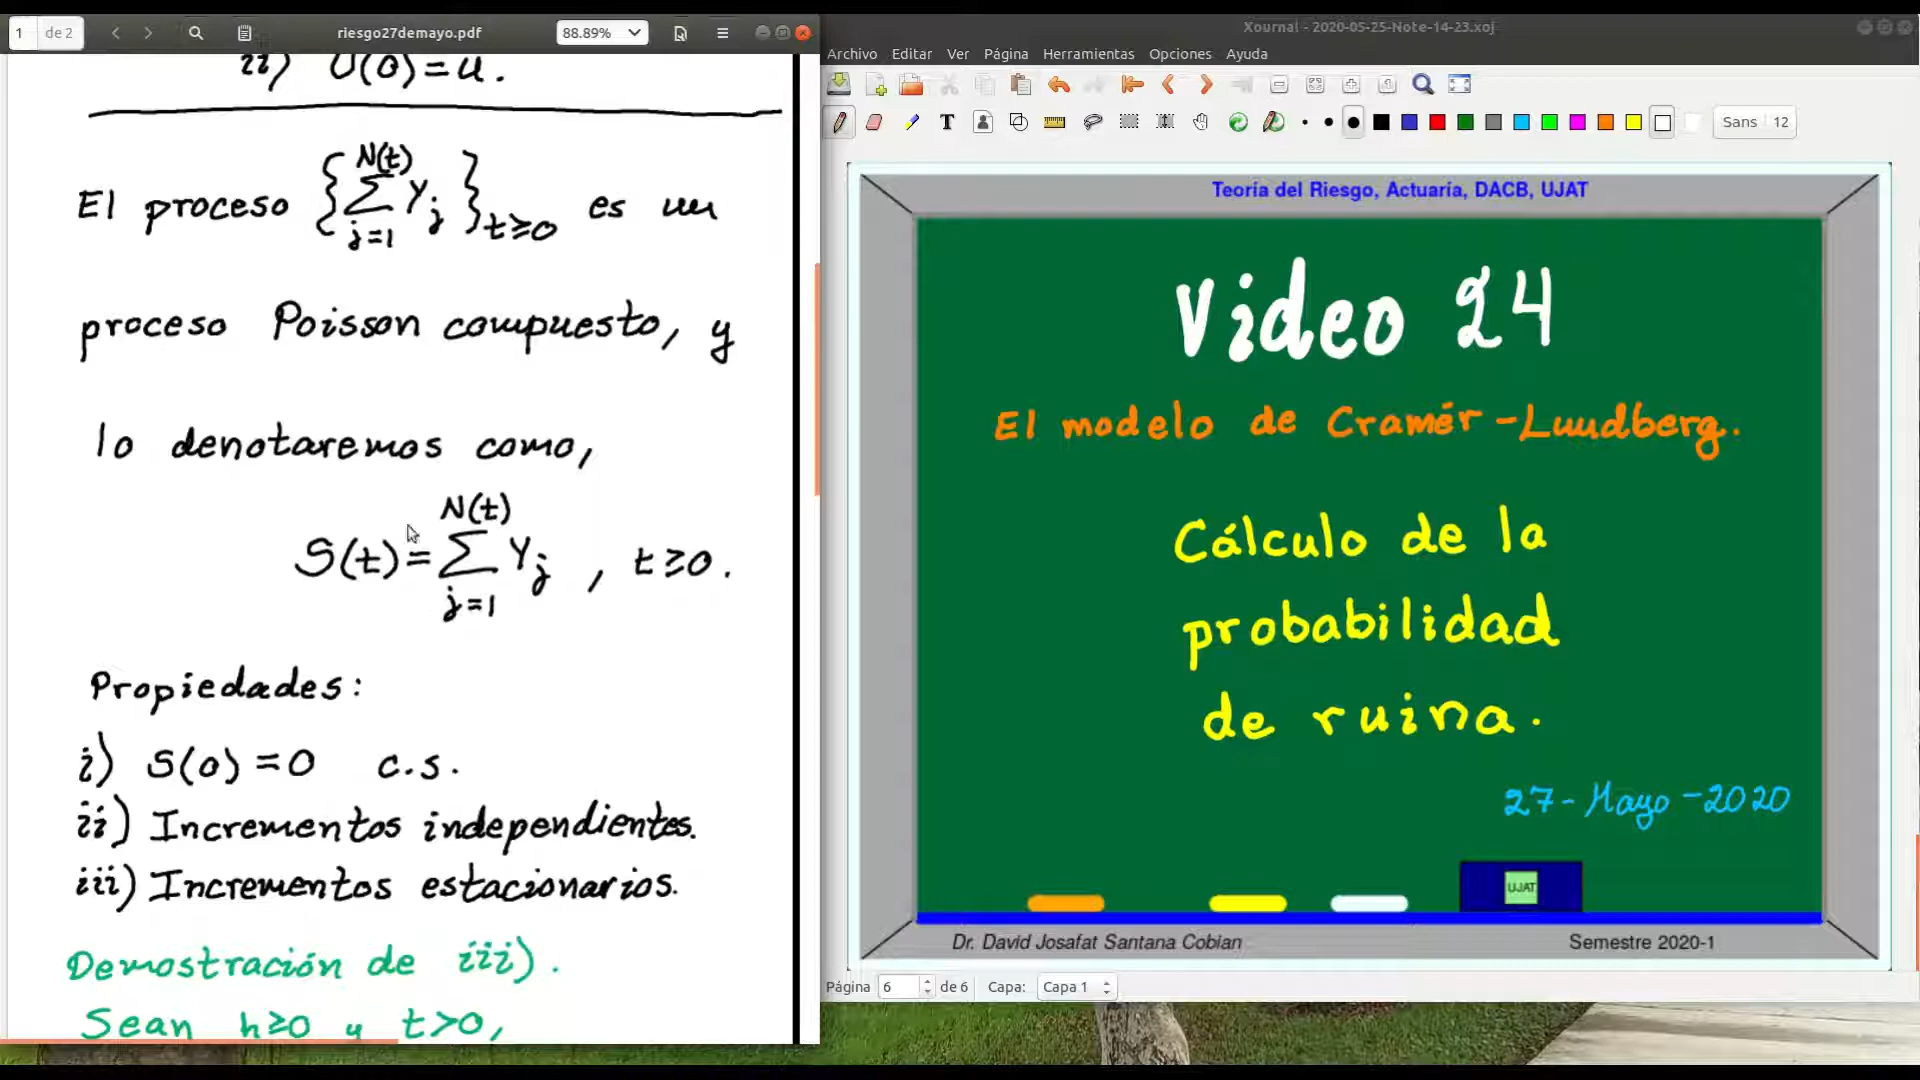 1 de 2
riesgo27demayo.pdf
88.89%
ii) U(0)=u.
El proceso {∑_{j=1}^{N(t)} Y_j}_{t≥0} es un
proceso Poisson compuesto, y
lo denotaremos como,
S(t)=∑_{j=1}^{N(t)} Y_j , t≥0.
Propiedades:
i) S(0)=0 c.s.
ii) Incrementos independientes.
iii) Incrementos estacionarios.
Demostración de iii).
Sean h≥0 y t>0,
Xournal - 2020-05-25-Note-14-23.xoj
Archivo Editar Ver Página Herramientas Opciones Ayuda
T
Sans 12
Teoría del Riesgo, Actuaría, DACB, UJAT
Video 24
El modelo de Cramér-Lundberg.
Cálculo de la
probabilidad
de ruina.
27-Mayo-2020
UJAT
Dr. David Josafat Santana Cobian
Semestre 2020-1
Página 6 de 6 Capa: Capa 1